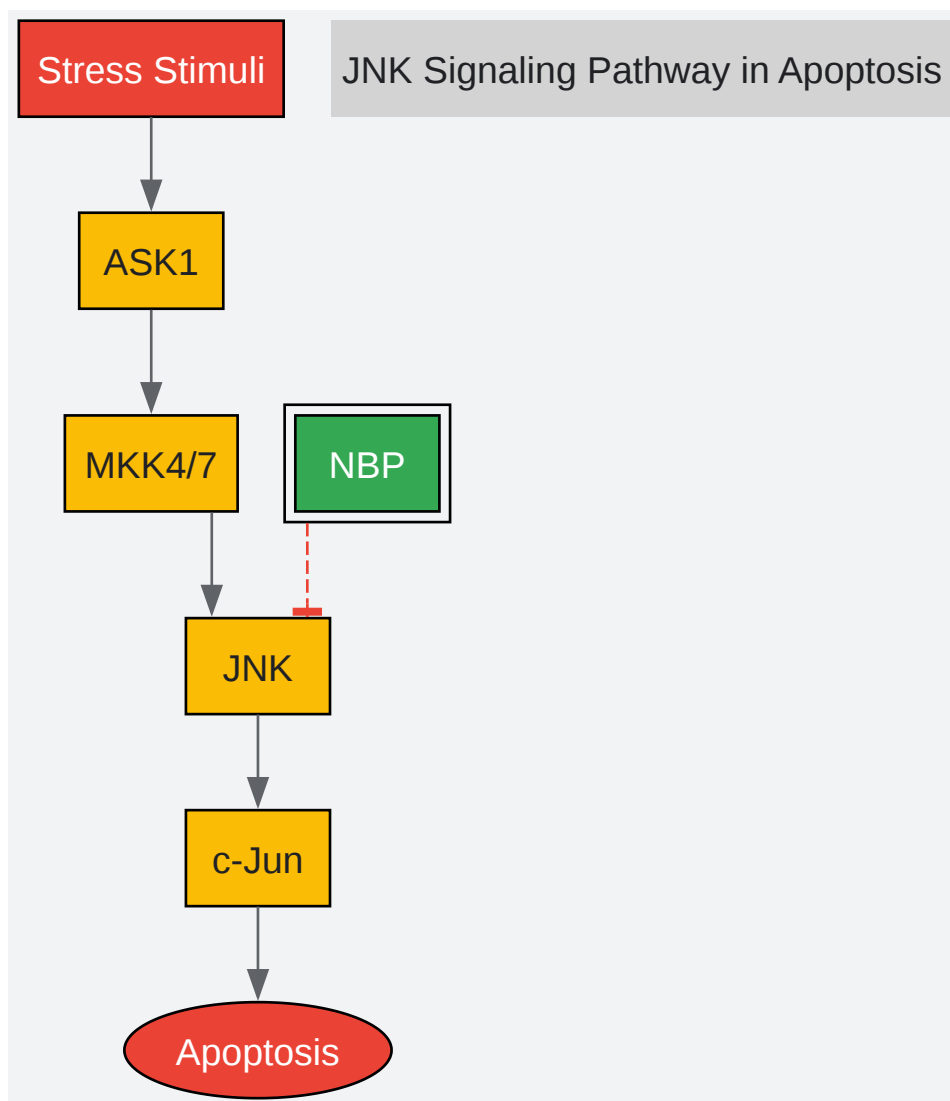 Stress Stimuli
JNK Signaling Pathway in Apoptosis
ASK1
MKK4/7
NBP
JNK
c-Jun
Apoptosis